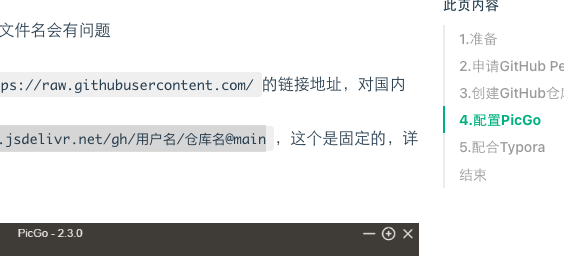 此页内容
文件名会有问题
1.准备
2.申请GitHub Pe
ps://raw.githubusercontent.com/ 的链接地址，对国内
3.创建GitHub仓库
4.配置PicGo
.jsdelivr.net/gh/用户名/仓库名@main ，这个是固定的，详
5.配合Typora
结束
PicGo - 2.3.0